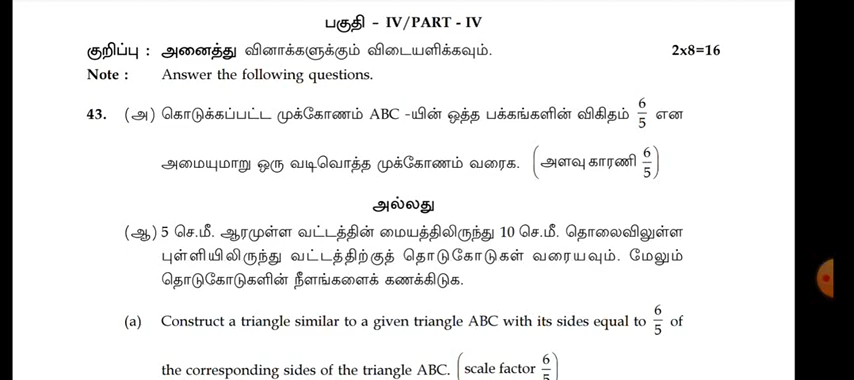 பகுதி - IV/PART - IV
குறிப்பு : அனைத்து வினாக்களுக்கும் விடையளிக்கவும். 2x8=16
Note : Answer the following questions.
43. (அ) கொடுக்கப்பட்ட முக்கோணம் ABC -யின் ஒத்த பக்கங்களின் விகிதம் 6/5 என
அமையுமாறு ஒரு வடிவொத்த முக்கோணம் வரைக. (அளவு காரணி 6/5)
அல்லது
(ஆ) 5 செ.மீ. ஆரமுள்ள வட்டத்தின் மையத்திலிருந்து 10 செ.மீ. தொலைவிலுள்ள
புள்ளியிலிருந்து வட்டத்திற்குத் தொடுகோடுகள் வரையவும். மேலும்
தொடுகோடுகளின் நீளங்களைக் கணக்கிடுக.
(a) Construct a triangle similar to a given triangle ABC with its sides equal to 6/5 of
the corresponding sides of the triangle ABC. (scale factor 6/5)